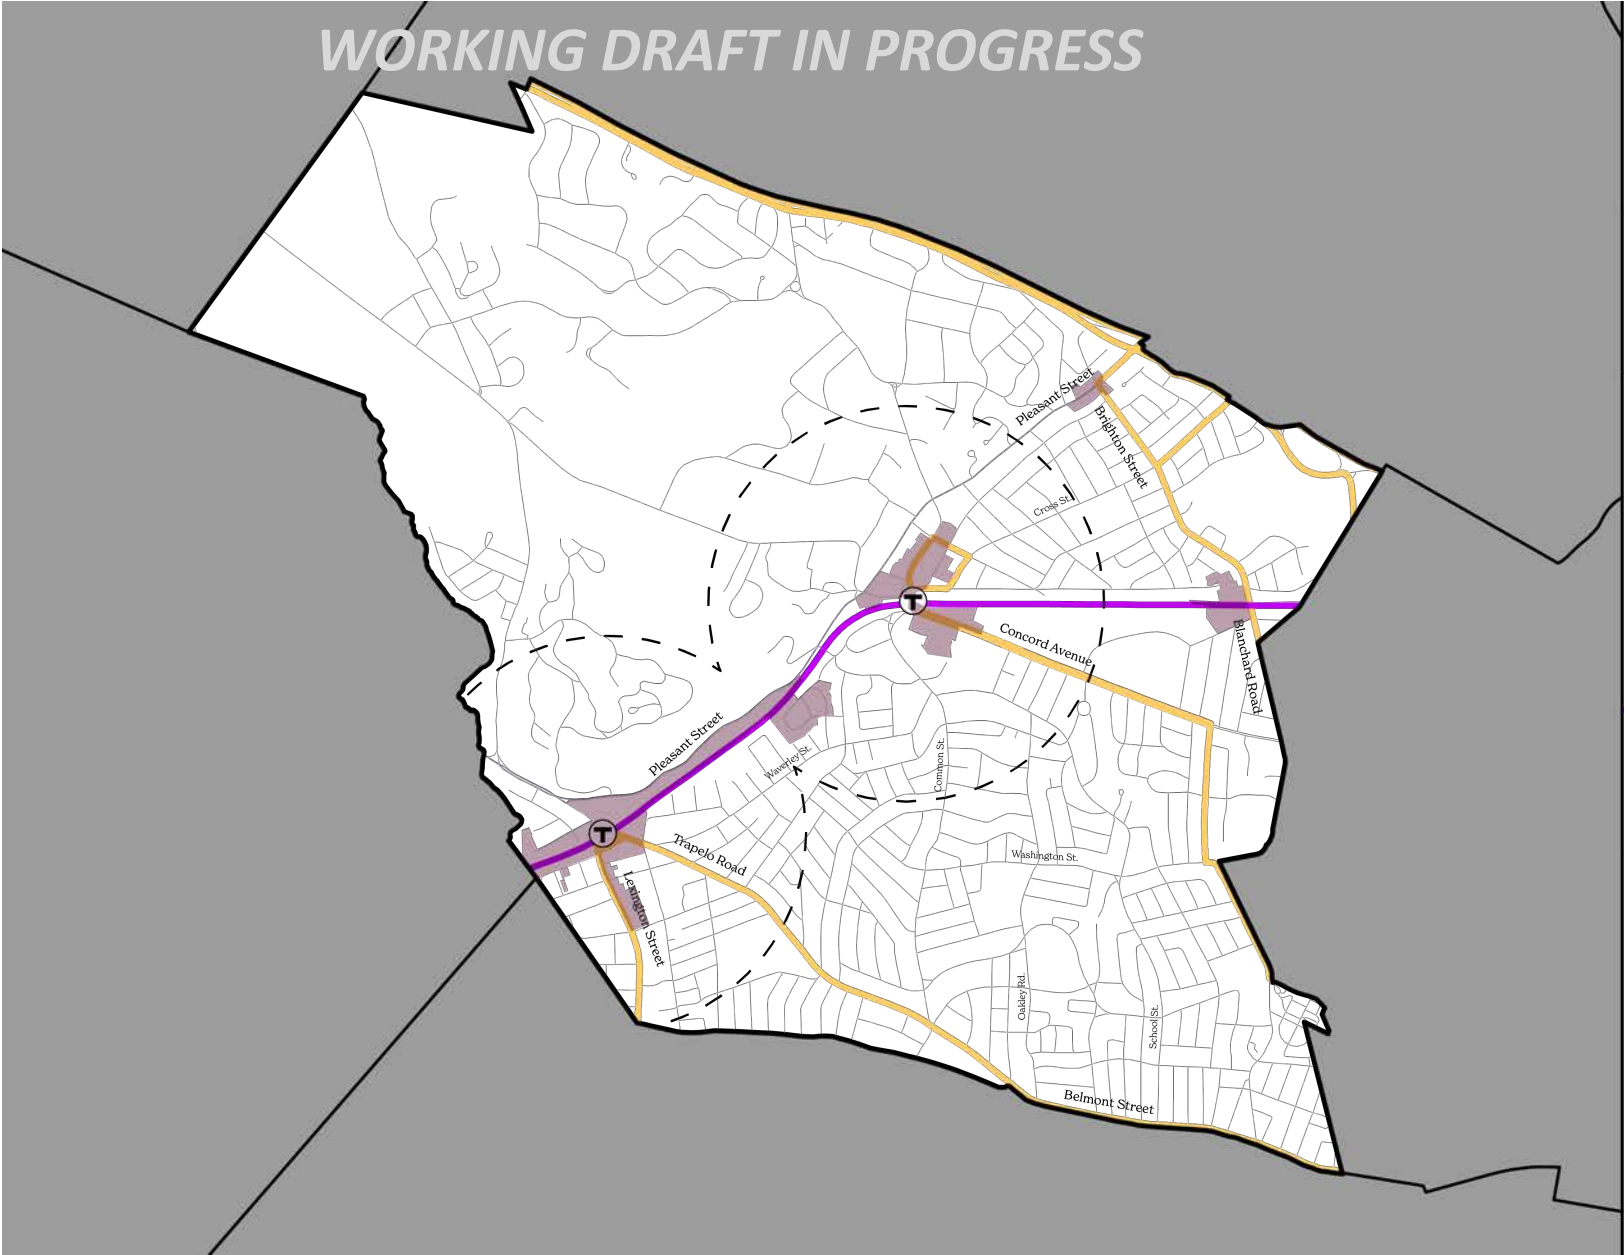 WORKING DRAFT IN PROGRESS
Pleasant Street
Brighton Street
Cross St.
T
Concord Avenue
Blanchard Road
Pleasant Street
Waverley St.
Common St.
T
Trapelo Road
Washington St.
Lexington Street
Oakley Rd.
School St.
Belmont Street